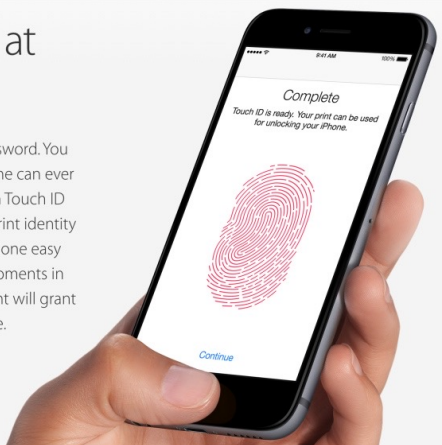 at
sword. You
ne can ever
Touch ID
rint identity
one easy
oments in
nt will grant
e.
9:41 AM
100%
Complete
Touch ID is ready. Your print can be used
for unlocking your iPhone.
Continue